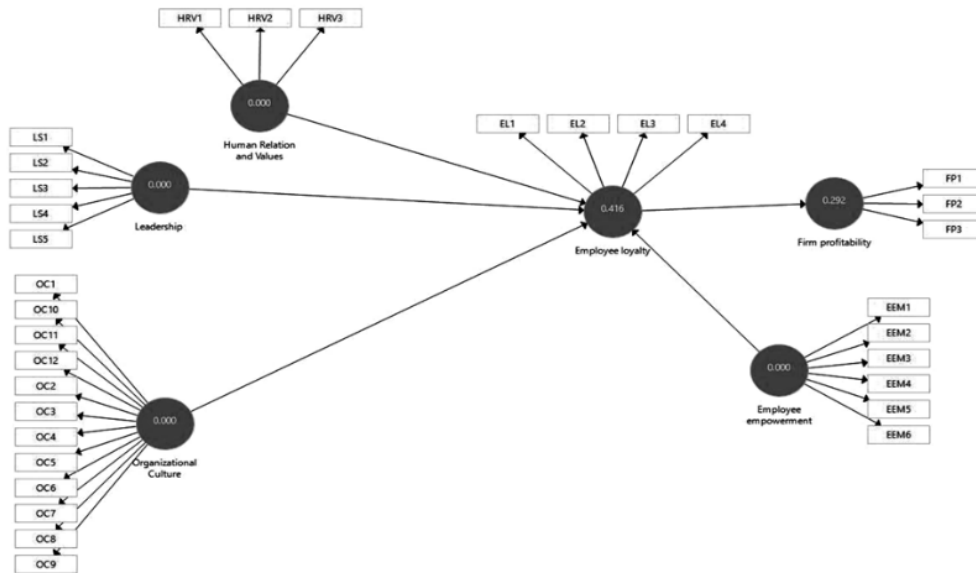 HRV1 HRV2 HRV3
0.000
Human Relation
and Values
LS1
LS2
LS3
LS4
LS5
0.000
Leadership
EL1 EL2 EL3 EL4
0.416
Employee loyalty
0.292
Firm profitability
FP1
FP2
FP3
OC1
OC10
OC11
OC12
OC2
OC3
OC4
OC5
OC6
OC7
OC8
OC9
0.000
Organizational
Culture
0.000
Employee
empowerment
EEM1
EEM2
EEM3
EEM4
EEM5
EEM6